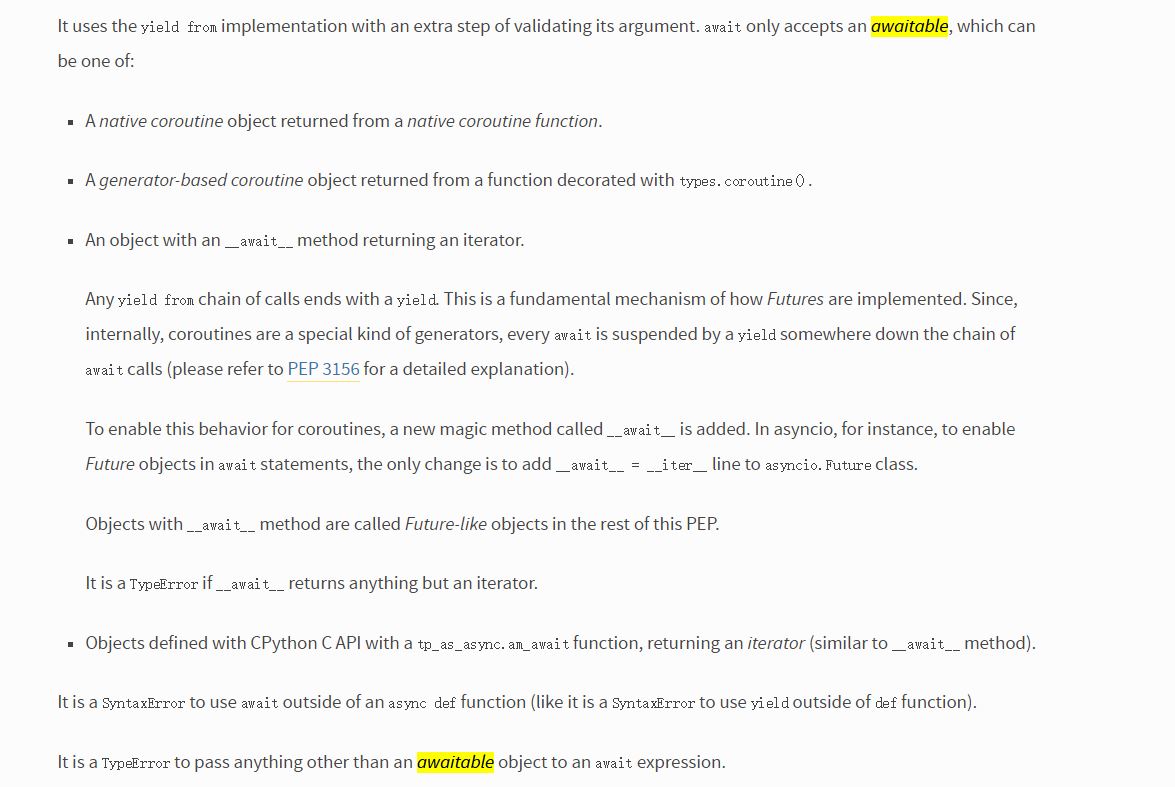 It uses the yield from implementation with an extra step of validating its argument. await only accepts an awaitable, which can
be one of:
▪ A native coroutine object returned from a native coroutine function.
▪ A generator-based coroutine object returned from a function decorated with types.coroutine().
▪ An object with an __await__ method returning an iterator.
Any yield from chain of calls ends with a yield. This is a fundamental mechanism of how Futures are implemented. Since,
internally, coroutines are a special kind of generators, every await is suspended by a yield somewhere down the chain of
await calls (please refer to PEP 3156 for a detailed explanation).
To enable this behavior for coroutines, a new magic method called __await__ is added. In asyncio, for instance, to enable
Future objects in await statements, the only change is to add __await__ = __iter__ line to asyncio.Future class.
Objects with __await__ method are called Future-like objects in the rest of this PEP.
It is a TypeError if __await__ returns anything but an iterator.
▪ Objects defined with CPython C API with a tp_as_async.am_await function, returning an iterator (similar to __await__ method).
It is a SyntaxError to use await outside of an async def function (like it is a SyntaxError to use yield outside of def function).
It is a TypeError to pass anything other than an awaitable object to an await expression.